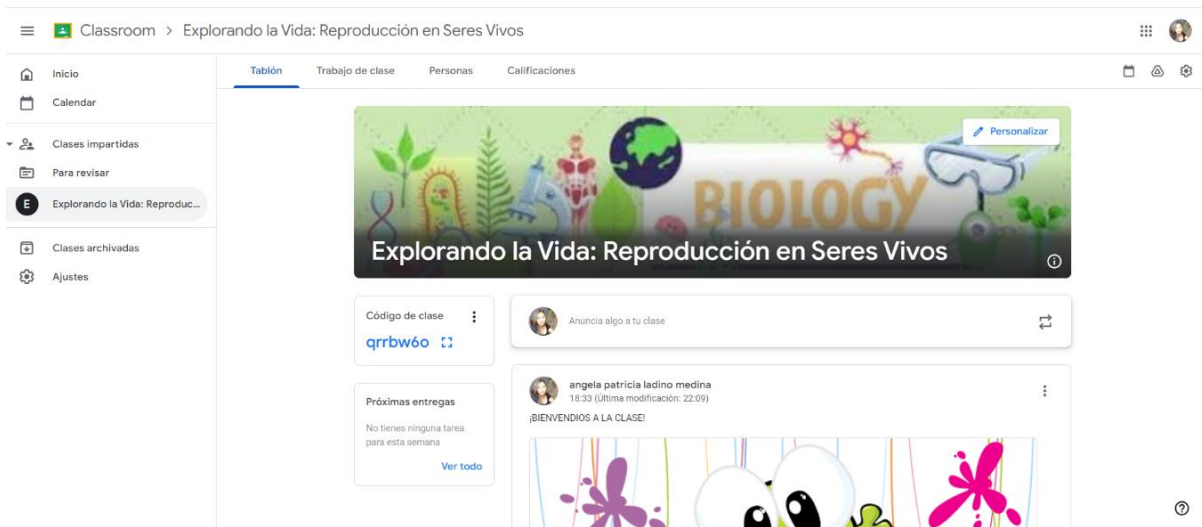 Classroom > Explorando la Vida: Reproducción en Seres Vivos
Inicio
Calendar
Clases impartidas
Para revisar
E Explorando la Vida: Reproduc...
Clases archivadas
Ajustes
Tablón Trabajo de clase Personas Calificaciones
Personalizar
BIOLOGY
Explorando la Vida: Reproducción en Seres Vivos
Código de clase
qrrbw6o
Próximas entregas
No tienes ninguna tarea
para esta semana
Ver todo
Anuncia algo a tu clase
angela patricia ladino medina
18:33 (Última modificación: 22:09)
¡BIENVENDIOS A LA CLASE!